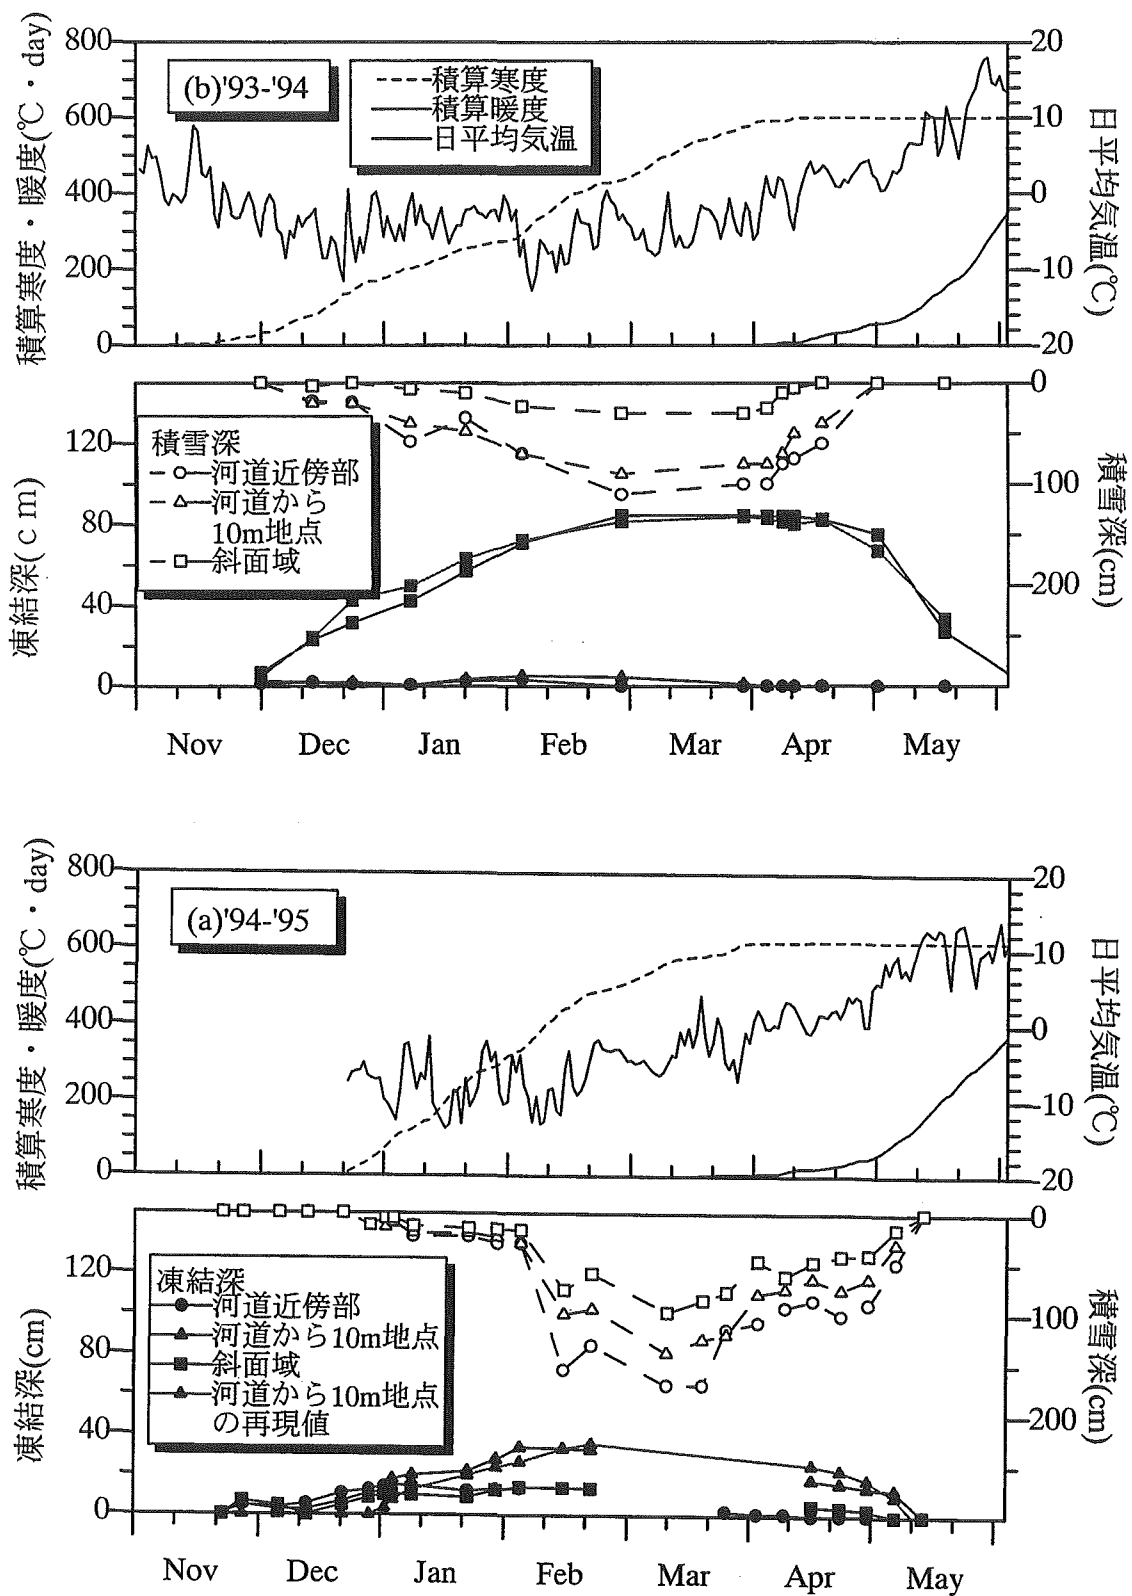 積算寒度・暖度(℃・day)
800
600
400
200
0
(b)'93-'94
積算寒度
積算暖度
日平均気温
20
10
0
-10
-20
日平均気温(℃)
凍結深(ｃｍ)
120
80
40
0
積雪深
河道近傍部
河道から
10m地点
斜面域
0
100
200
積雪深(cm)
Nov Dec Jan Feb Mar Apr May
積算寒度・暖度(℃・day)
800
600
400
200
0
(a)'94-'95
20
10
0
-10
-20
日平均気温(℃)
凍結深(cm)
120
80
40
0
凍結深
河道近傍部
河道から10m地点
斜面域
河道から10m地点
の再現値
0
100
200
積雪深(cm)
Nov Dec Jan Feb Mar Apr May